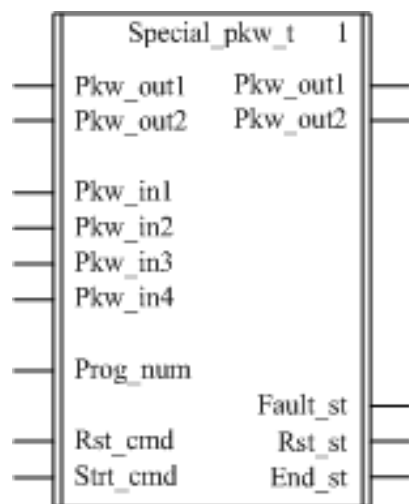 Special_pkw_t 1
Pkw_out1 Pkw_out1
Pkw_out2 Pkw_out2
Pkw_in1
Pkw_in2
Pkw_in3
Pkw_in4
Prog_num
Fault_st
Rst_cmd Rst_st
Strt_cmd End_st